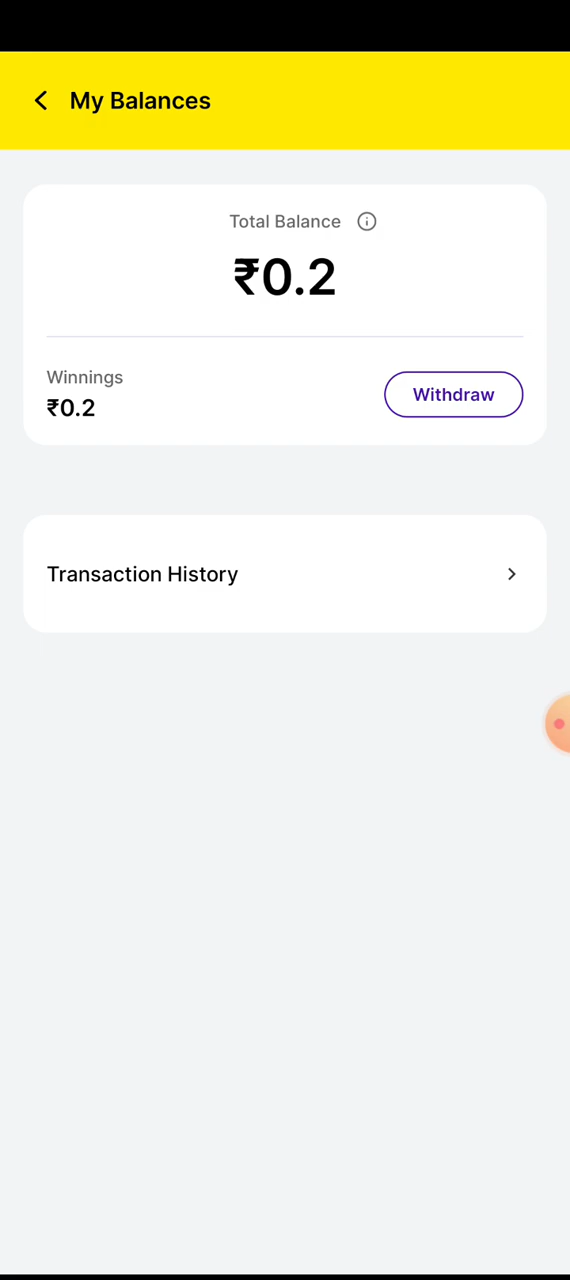 My Balances
Total Balance
₹0.2
Winnings
₹0.2
Withdraw
Transaction History